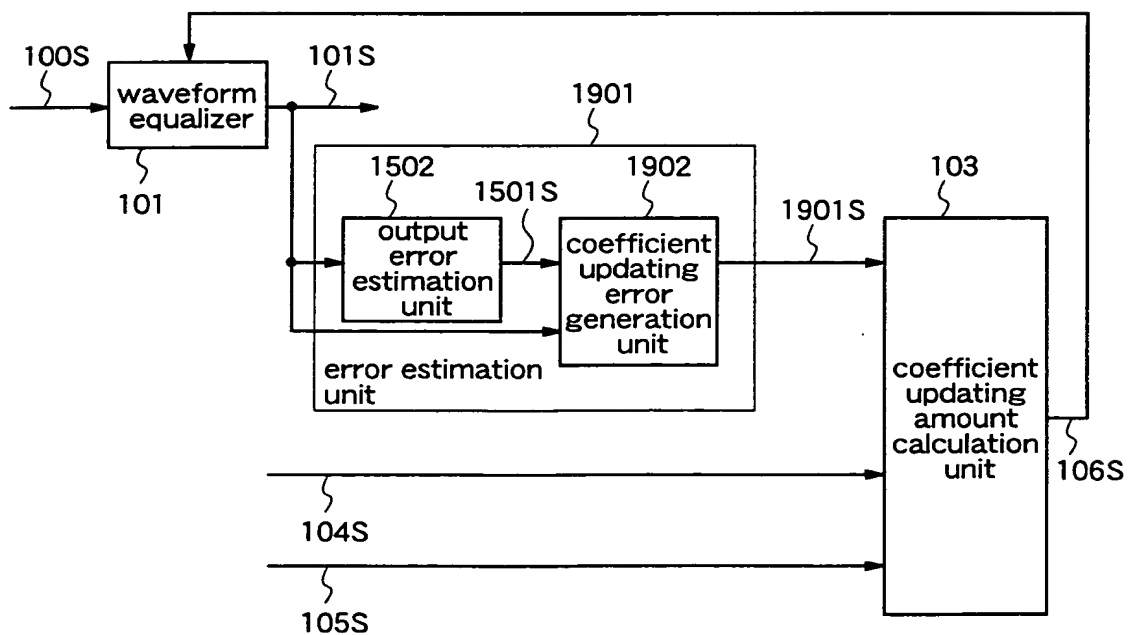 100S
101S
waveform
equalizer
101
1901
1502
1501S
1902
1901S
103
output
error
estimation
unit
coefficient
updating
error
generation
unit
error estimation
unit
coefficient
updating
amount
calculation
unit
106S
104S
105S